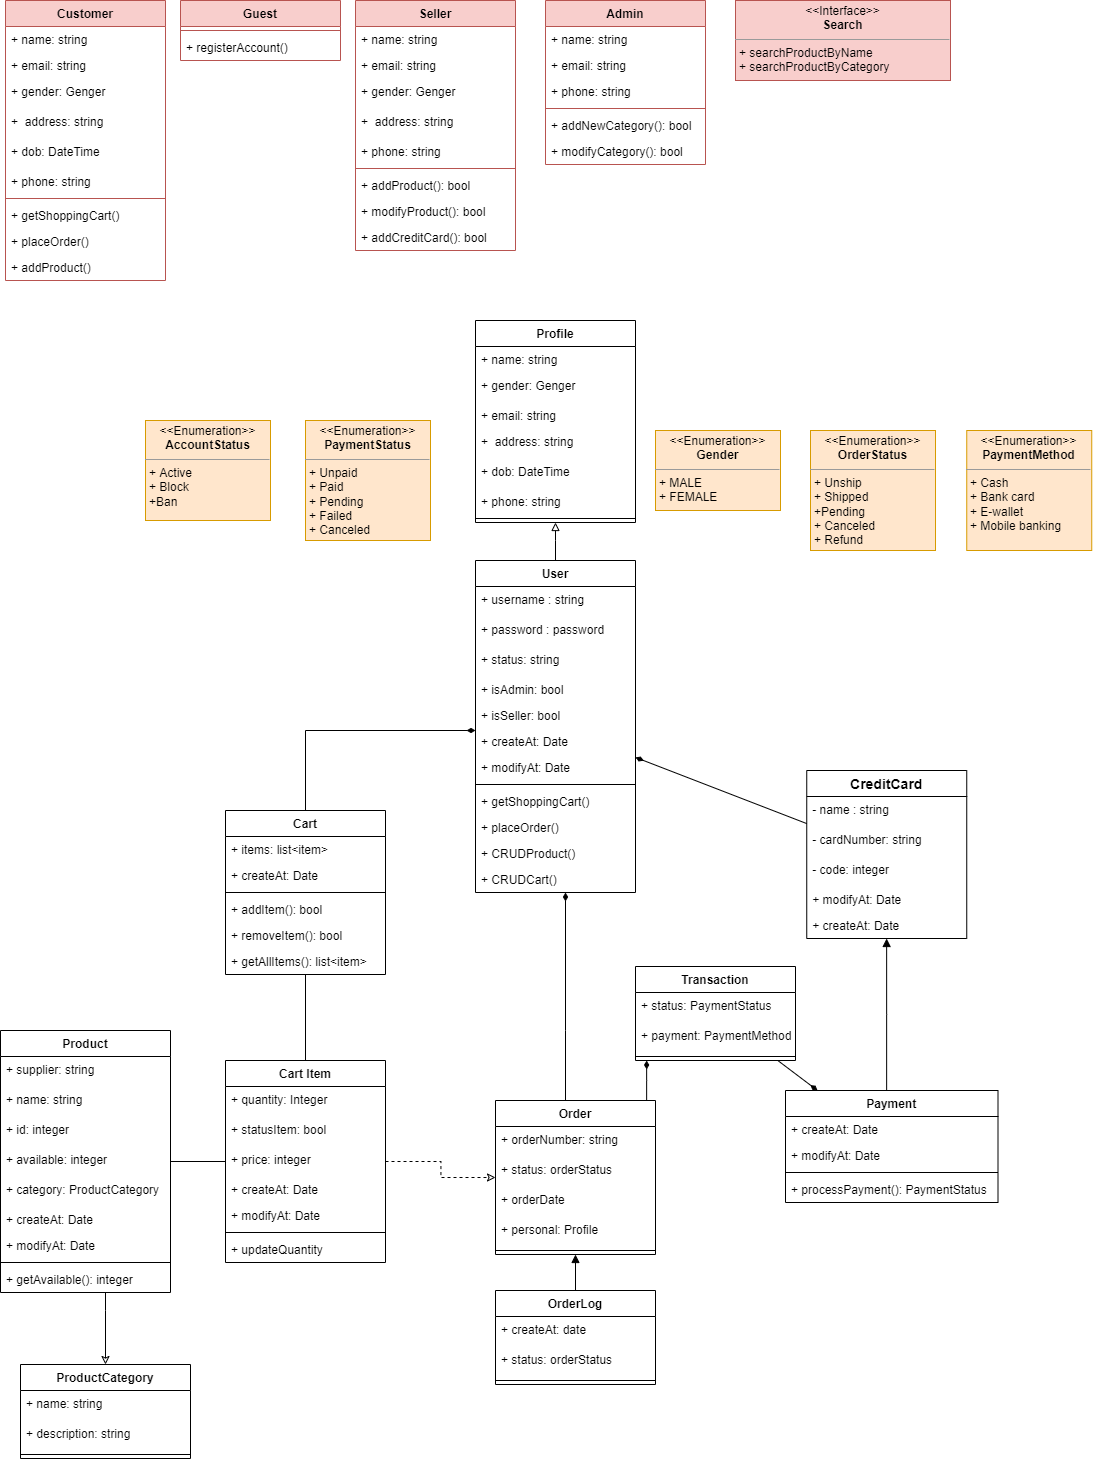 Customer
+ name: string
+ email: string
+ gender: Genger
+  address: string
+ dob: DateTime
+ phone: string
+ getShoppingCart()
+ placeOrder()
+ addProduct()
Guest
+ registerAccount()
Seller
+ name: string
+ email: string
+ gender: Genger
+  address: string
+ phone: string
+ addProduct(): bool
+ modifyProduct(): bool
+ addCreditCard(): bool
Admin
+ name: string
+ email: string
+ phone: string
+ addNewCategory(): bool
+ modifyCategory(): bool
<<Interface>>
Search
+ searchProductByName
+ searchProductByCategory
Profile
+ name: string
+ gender: Genger
+ email: string
+  address: string
+ dob: DateTime
+ phone: string
<<Enumeration>>
AccountStatus
+ Active
+ Block
+Ban
<<Enumeration>>
PaymentStatus
+ Unpaid
+ Paid
+ Pending
+ Failed
+ Canceled
<<Enumeration>>
Gender
+ MALE
+ FEMALE
<<Enumeration>>
OrderStatus
+ Unship
+ Shipped
+Pending
+ Canceled
+ Refund
<<Enumeration>>
PaymentMethod
+ Cash
+ Bank card
+ E-wallet
+ Mobile banking
User
+ username : string
+ password : password
+ status: string
+ isAdmin: bool
+ isSeller: bool
+ createAt: Date
+ modifyAt: Date
+ getShoppingCart()
+ placeOrder()
+ CRUDProduct()
+ CRUDCart()
CreditCard
- name : string
- cardNumber: string
- code: integer
+ modifyAt: Date
+ createAt: Date
Cart
+ items: list<item>
+ createAt: Date
+ addItem(): bool
+ removeItem(): bool
+ getAllItems(): list<item>
Transaction
+ status: PaymentStatus
+ payment: PaymentMethod
Product
+ supplier: string
+ name: string
+ id: integer
+ available: integer
+ category: ProductCategory
+ createAt: Date
+ modifyAt: Date
+ getAvailable(): integer
Cart Item
+ quantity: Integer
+ statusItem: bool
+ price: integer
+ createAt: Date
+ modifyAt: Date
+ updateQuantity
Order
+ orderNumber: string
+ status: orderStatus
+ orderDate
+ personal: Profile
Payment
+ createAt: Date
+ modifyAt: Date
+ processPayment(): PaymentStatus
OrderLog
+ createAt: date
+ status: orderStatus
ProductCategory
+ name: string
+ description: string